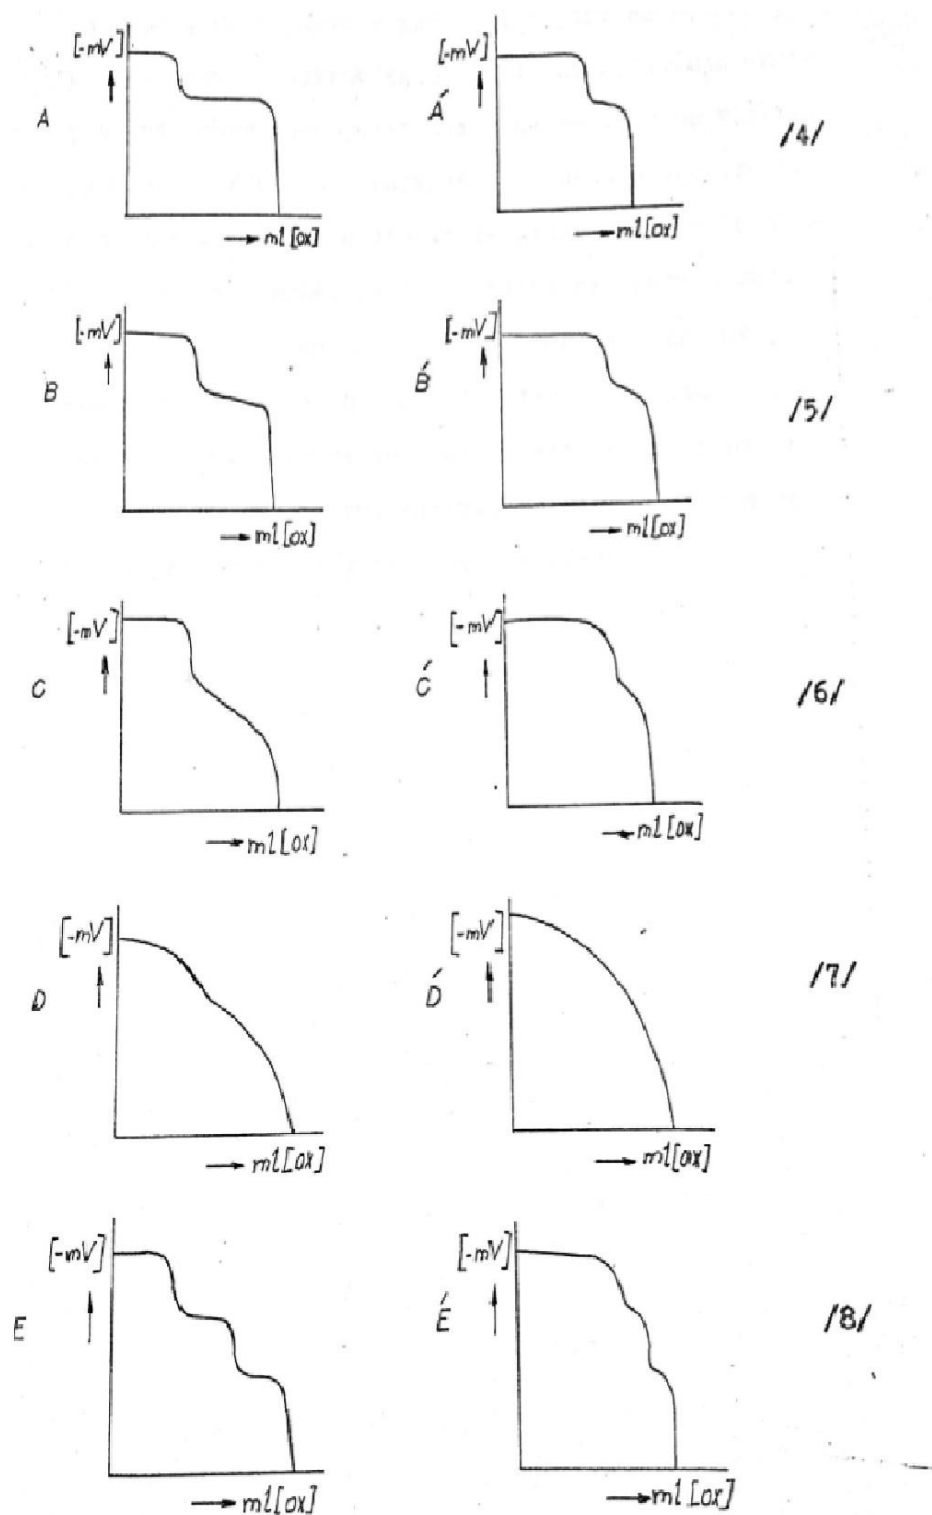 [-mV] [-mV]
A Á /4/
ml[ox] ml[ox]
[-mV] [-mV]
B B́ /5/
ml[ox] ml[ox]
[-mV] [-mV]
C Ć /6/
ml[ox] ml[ox]
[-mV] [-mV]
D D́ /7/
ml[ox] ml[ox]
[-mV] [-mV]
E É /8/
ml[ox] ml[ox]